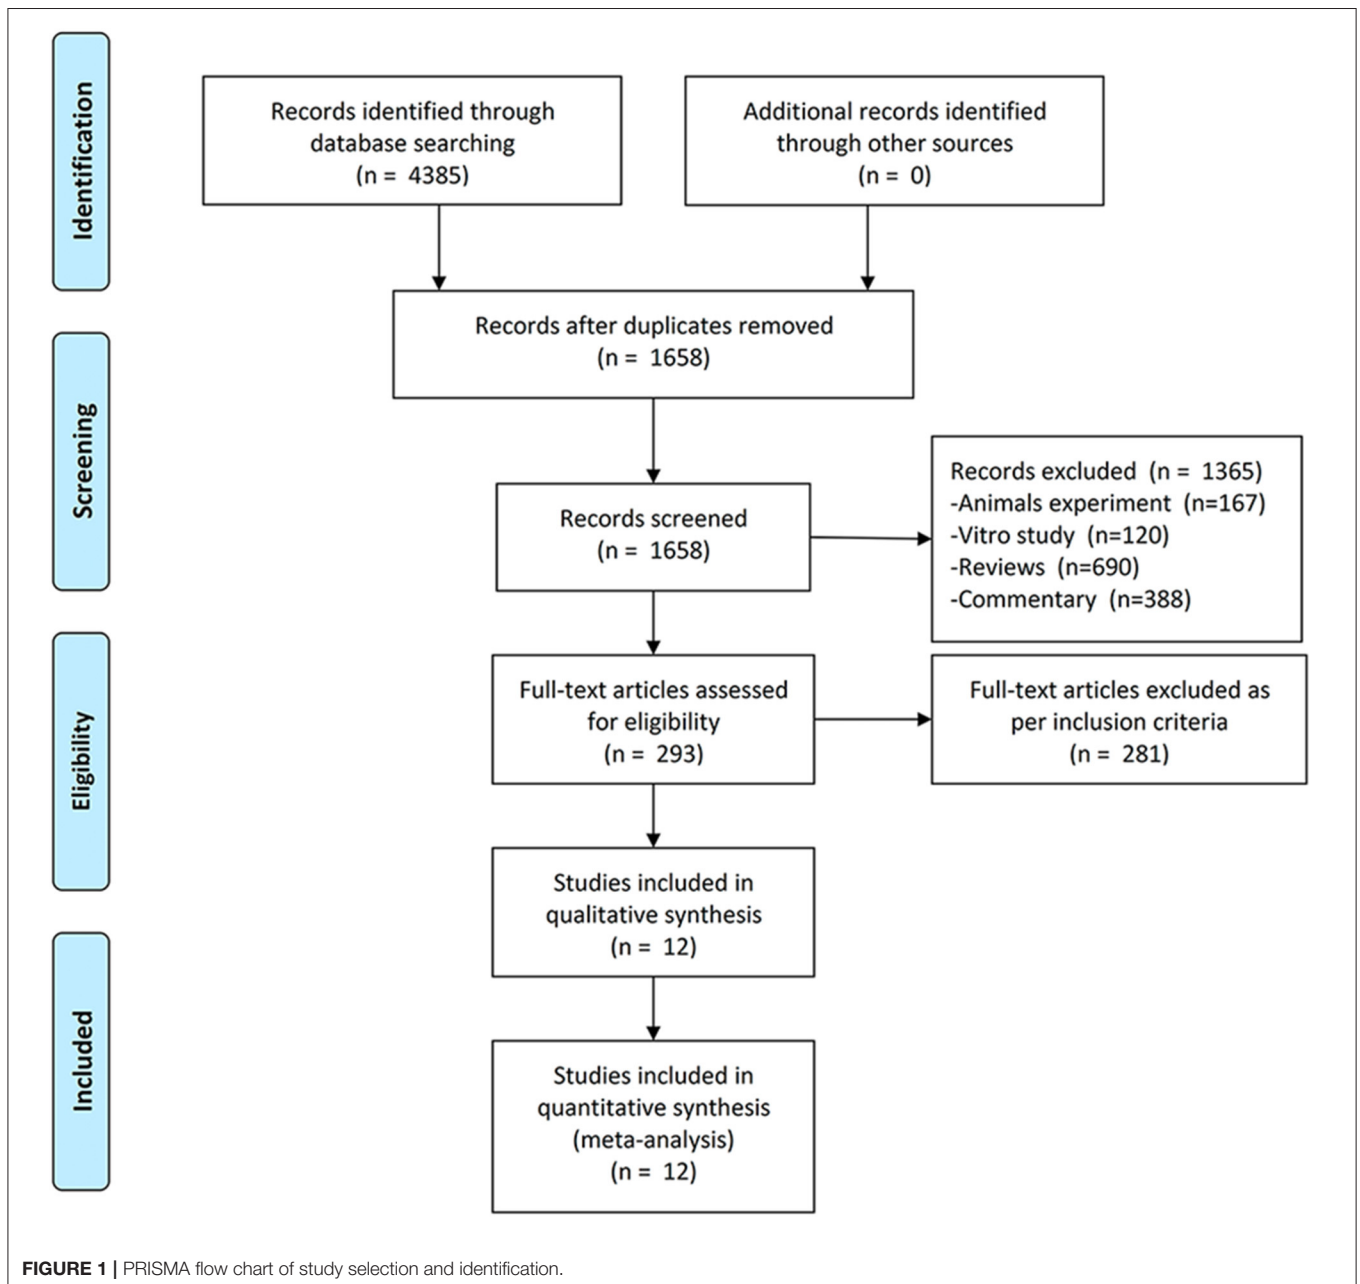 Identification
Records identified through
database searching
(n = 4385)
Additional records identified
through other sources
(n = 0)
Records after duplicates removed
(n = 1658)
Screening
Records screened
(n = 1658)
Records excluded (n = 1365)
-Animals experiment (n=167)
-Vitro study (n=120)
-Reviews (n=690)
-Commentary (n=388)
Eligibility
Full-text articles assessed
for eligibility
(n = 293)
Full-text articles excluded as
per inclusion criteria
(n = 281)
Studies included in
qualitative synthesis
(n = 12)
Included
Studies included in
quantitative synthesis
(meta-analysis)
(n = 12)
FIGURE 1 | PRISMA flow chart of study selection and identification.